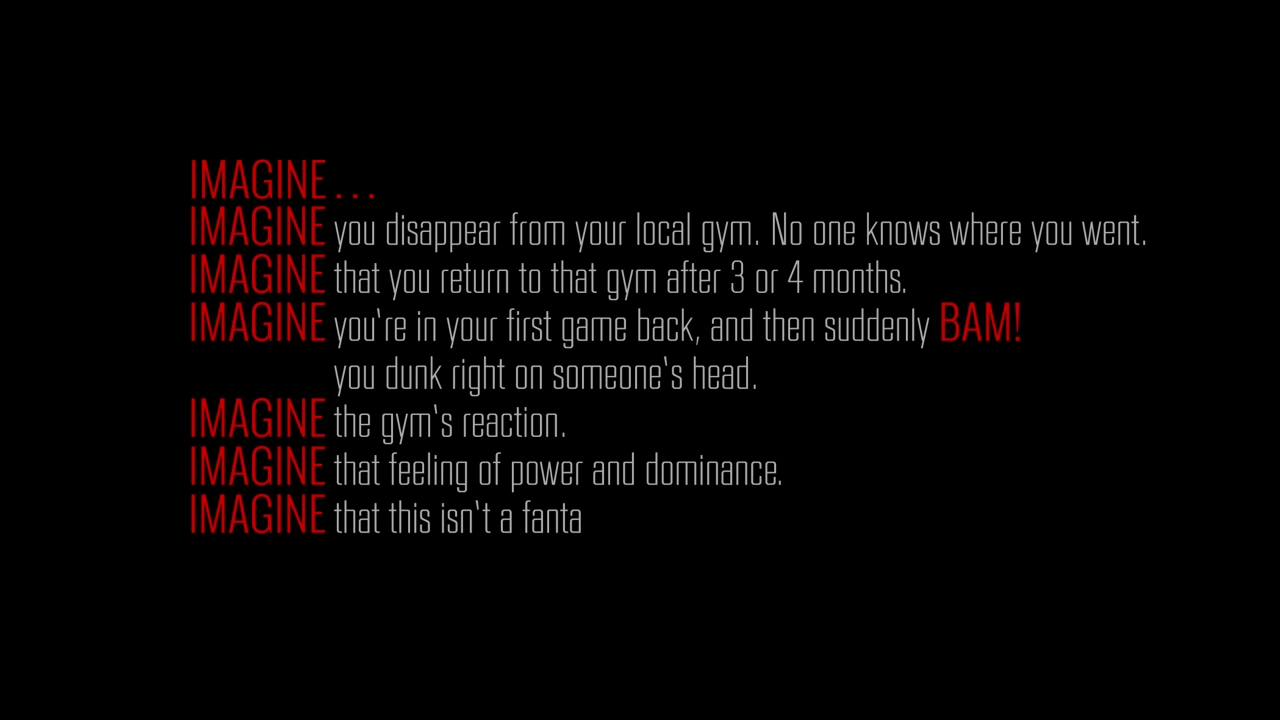 IMAGINE . . .
IMAGINE you disappear from your local gym. No one knows where you went.
IMAGINE that you return to that gym after 3 or 4 months.
IMAGINE you're in your first game back, and then suddenly BAM!
you dunk right on someone's head.
IMAGINE the gym's reaction.
IMAGINE that feeling of power and dominance.
IMAGINE that this isn't a fanta